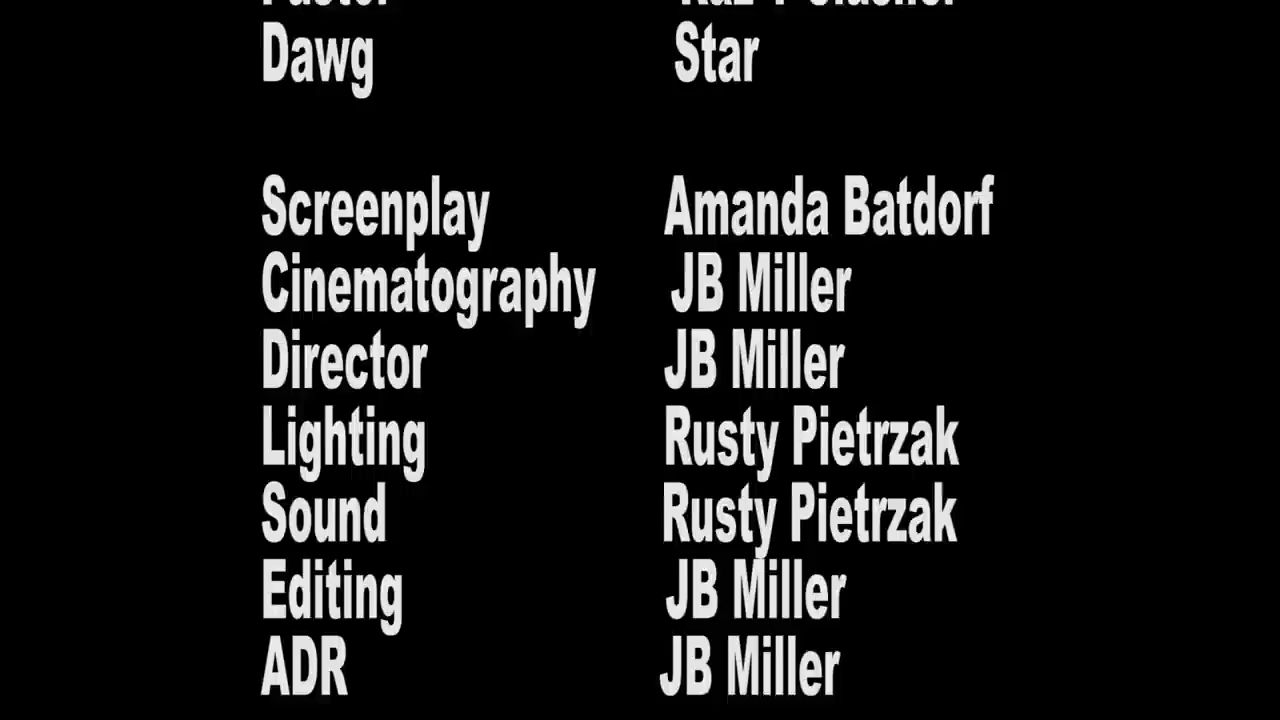 Dawg Star
Screenplay Amanda Batdorf
Cinematography JB Miller
Director JB Miller
Lighting Rusty Pietrzak
Sound Rusty Pietrzak
Editing JB Miller
ADR JB Miller